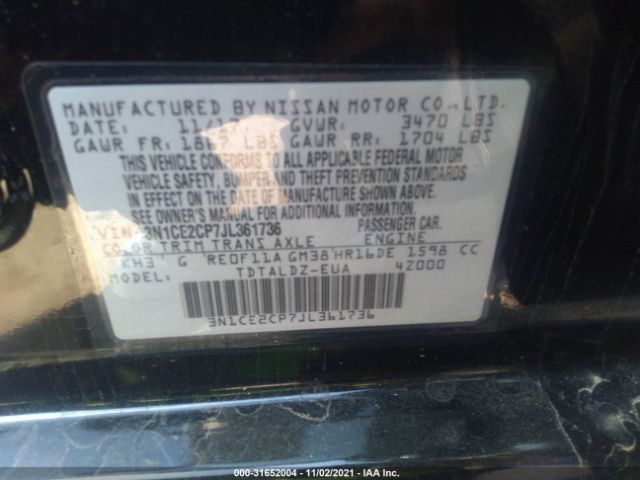 MANUFACTURED BY NISSAN MOTOR CO., LTD.
DATE: 11/17 GVWR: 3470 LBS
GAWR FR: LBS GAWR RR: 1704 LBS
THIS VEHICLE CONFORMS TO ALL APPLICABLE FEDERAL MOTOR
VEHICLE SAFETY, BUMPER AND THEFT PREVENTION STANDARDS
IN EFFECT ON THE DATE OF MANUFACTURE SHOWN ABOVE.
SEE OWNER'S MANUAL FOR MORE INFORMATION.
VIN: 3N1CE2CP7JL361736 PASSENGER CAR.
COLOR TRIM TRANS AXLE ENGINE
KH3 G RE0F11A GM38 HR16DE 1598 CC
MODEL: TDTALDZ-EUA 4Z000
3N1CE2CP7JL361736
000-31652004 - 11/02/2021 - IAA Inc.